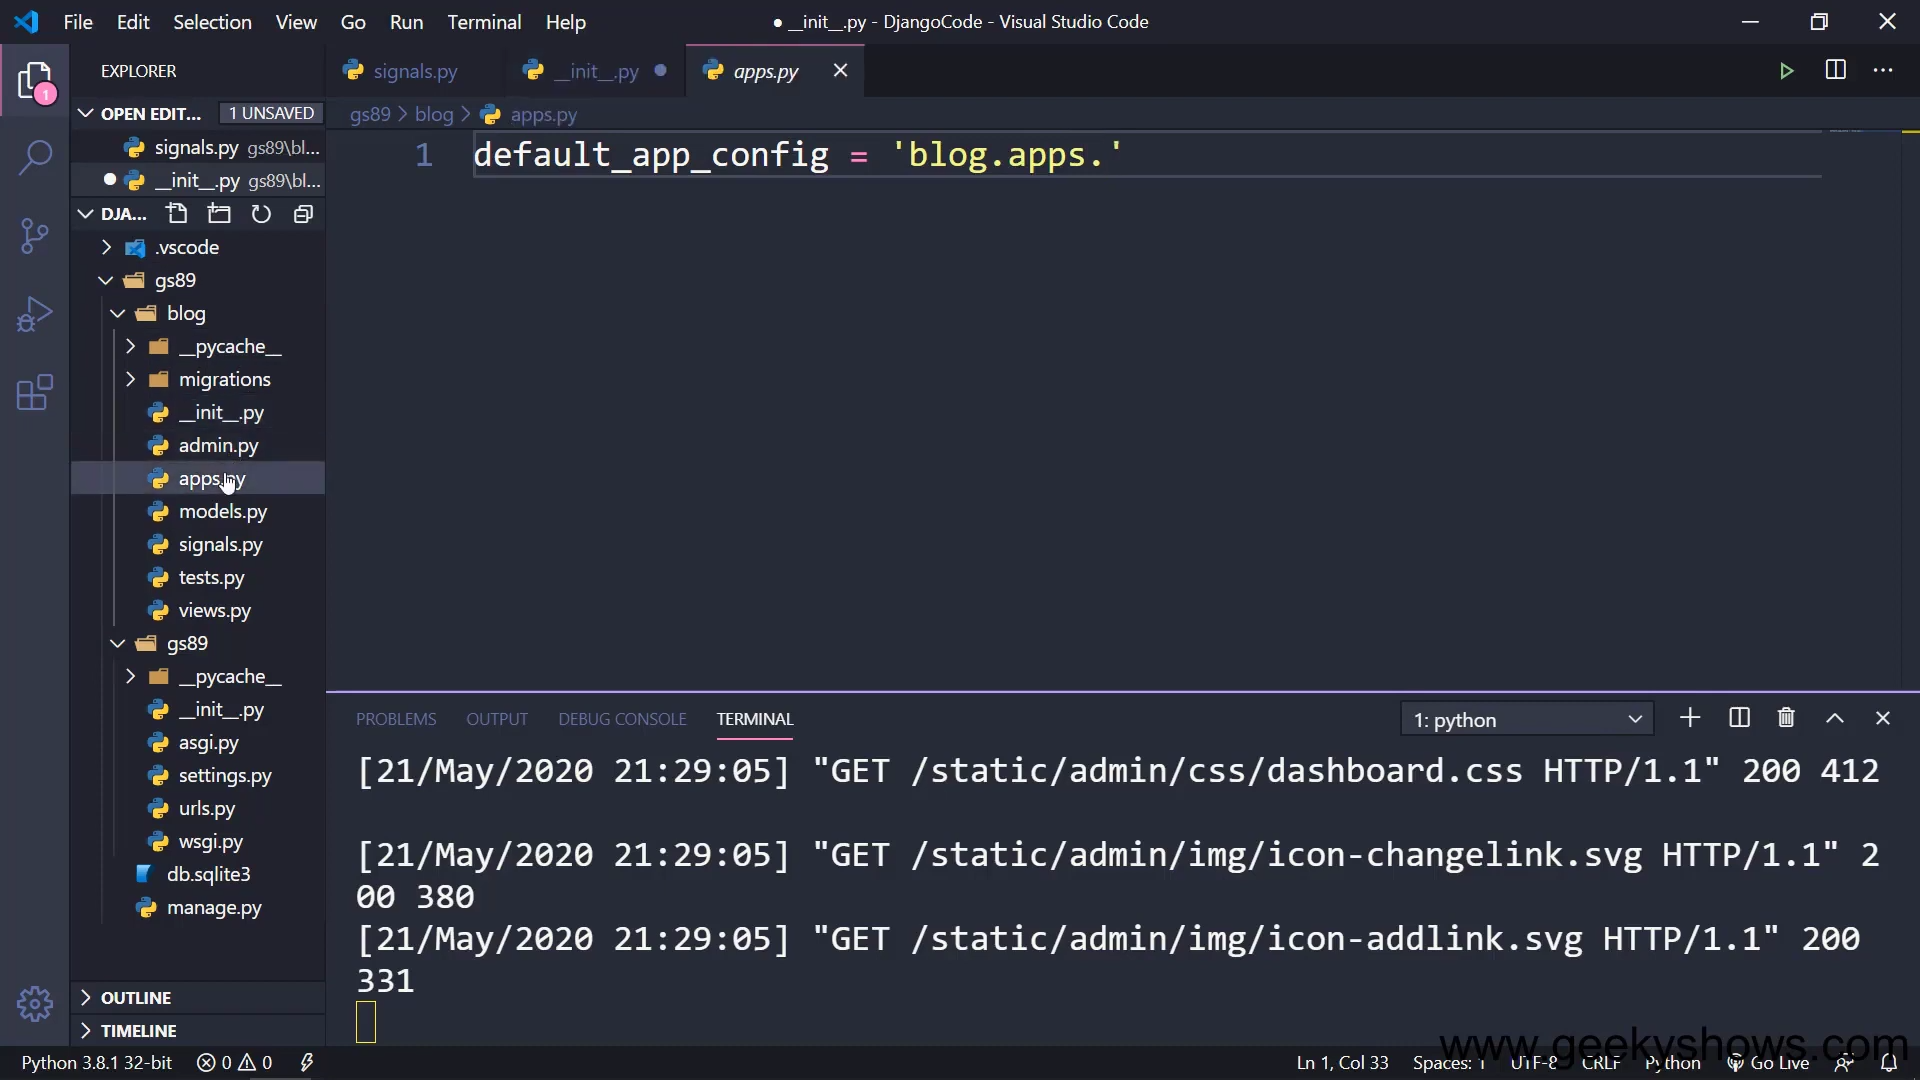 File Edit Selection View Go Run Terminal Help
● __init__.py - DjangoCode - Visual Studio Code
EXPLORER
signals.py
__init__.py
apps.py
1
OPEN EDIT... 1 UNSAVED
gs89 > blog > apps.py
signals.py gs89\bl...
__init__.py gs89\bl...
1 default_app_config = 'blog.apps.'
DJA...
.vscode
gs89
blog
__pycache__
migrations
__init__.py
admin.py
apps.py
models.py
signals.py
tests.py
views.py
gs89
__pycache__
__init__.py
asgi.py
settings.py
urls.py
wsgi.py
db.sqlite3
manage.py
OUTLINE
TIMELINE
PROBLEMS OUTPUT DEBUG CONSOLE TERMINAL
1: python
[21/May/2020 21:29:05] "GET /static/admin/css/dashboard.css HTTP/1.1" 200 412
[21/May/2020 21:29:05] "GET /static/admin/img/icon-changelink.svg HTTP/1.1" 2
00 380
[21/May/2020 21:29:05] "GET /static/admin/img/icon-addlink.svg HTTP/1.1" 200
331
www.geekyshows.com
Python 3.8.1 32-bit 0 0
Ln 1, Col 33 Spaces: 1 UTF-8 CRLF Python Go Live